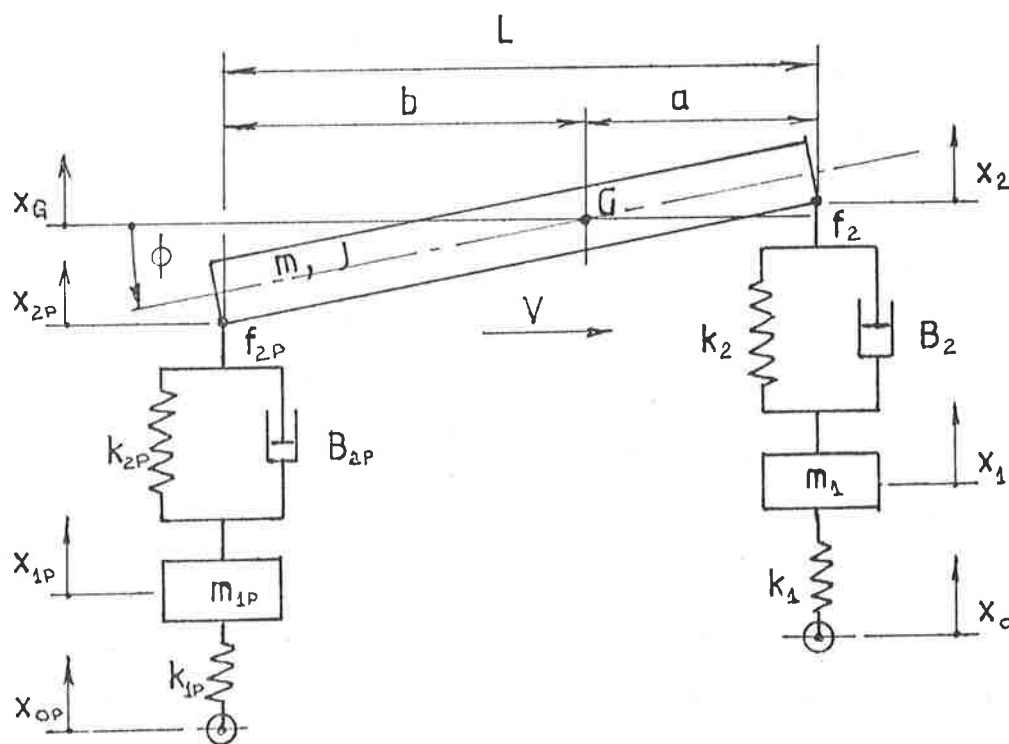 L
b
a
x_G
x_2
G
f_2
ϕ
m, J
x_2P
V
f_2P
k_2
B_2
k_2P
B_2P
x_1
m_1
x_1P
m_1P
k_1
x_0
k_1P
x_0P